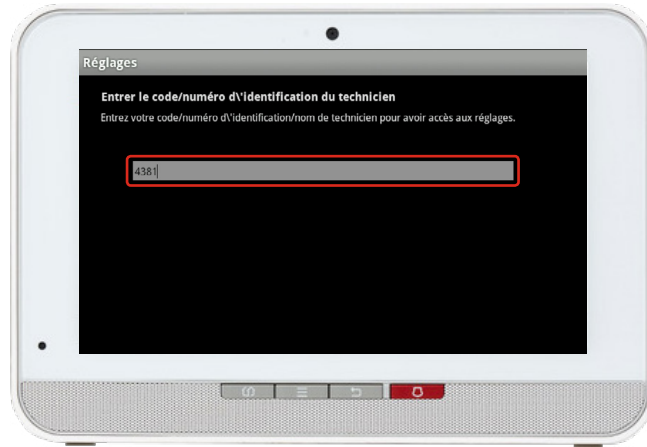 Réglages
Entrer le code/numéro d\'identification du technicien
Entrez votre code/numéro d\'identification/nom de technicien pour avoir accès aux réglages.
4381